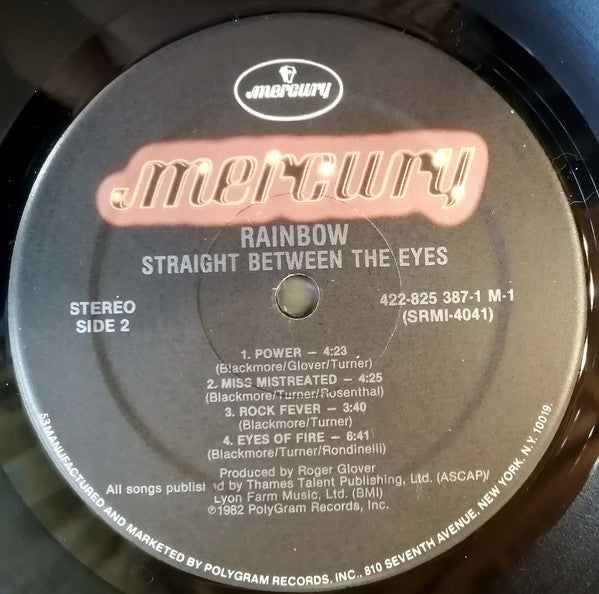 mercury
mercury
RAINBOW
STRAIGHT BETWEEN THE EYES
STEREO
SIDE 2
422-825 387-1 M-1
(SRMI-4041)
1. POWER — 4:23
(Blackmore/Glover/Turner)
2. MISS MISTREATED — 4:25
(Blackmore/Turner/Rosenthal)
3. ROCK FEVER — 3:40
(Blackmore/Turner)
4. EYES OF FIRE — 6:41
(Blackmore/Turner/Rondinelli)
Produced by Roger Glover
All songs published by Thames Talent Publishing, Ltd. (ASCAP)/
Lyon Farm Music, Ltd. (BMI)
℗1982 PolyGram Records, Inc.
53 MANUFACTURED AND MARKETED BY POLYGRAM RECORDS, INC., 810 SEVENTH AVENUE, NEW YORK, N.Y. 10019.